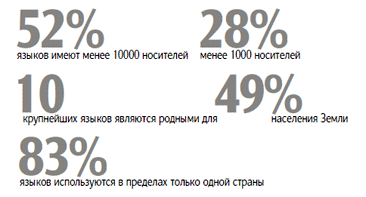 52% 28%
языков имеют менее 10000 носителей менее 1000 носителей
10 49%
крупнейших языков являются родными для населения Земли
83%
языков используются в пределах только одной страны